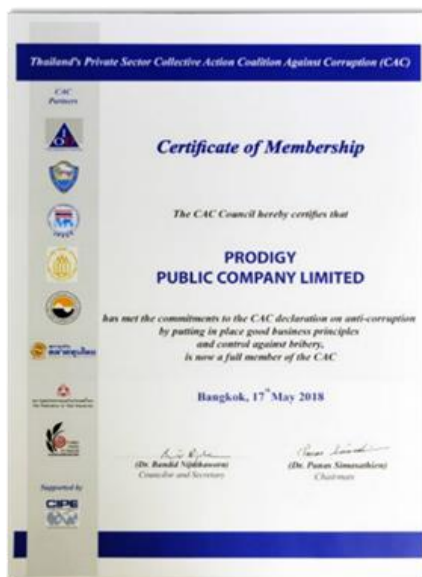 Thailand's Private Sector Collective Action Coalition Against Corruption (CAC)
CAC
Partners
Certificate of Membership
The CAC Council hereby certifies that
PRODIGY
PUBLIC COMPANY LIMITED
has met the commitments to the CAC declaration on anti-corruption
by putting in place good business principles
and control against bribery,
is now a full member of the CAC
Bangkok, 17th May 2018
(Dr. Bandid Nijathaworn)
Councilor and Secretary
(Dr. Panas Simasathien)
Chairman
Supported by
CIPE